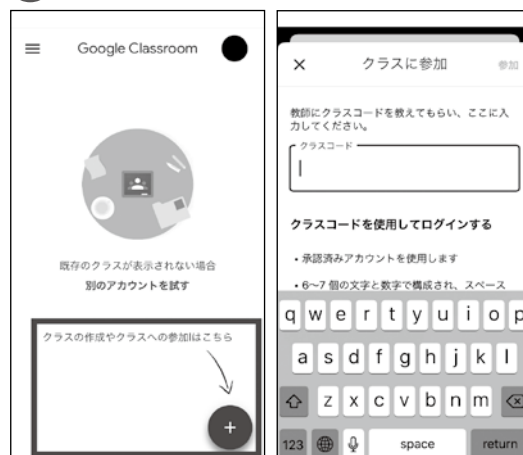 Google Classroom
既存のクラスが表示されない場合
別のアカウントを試す
クラスの作成やクラスへの参加はこちら
+
×
クラスに参加
参加
教師にクラスコードを教えてもらい、ここに入
力してください。
クラスコード
クラスコードを使用してログインする
・承認済みアカウントを使用します
・6〜7 個の文字と数字で構成され、スペース
q w e r t y u i o p
a s d f g h j k l
z x c v b n m
123
space
return